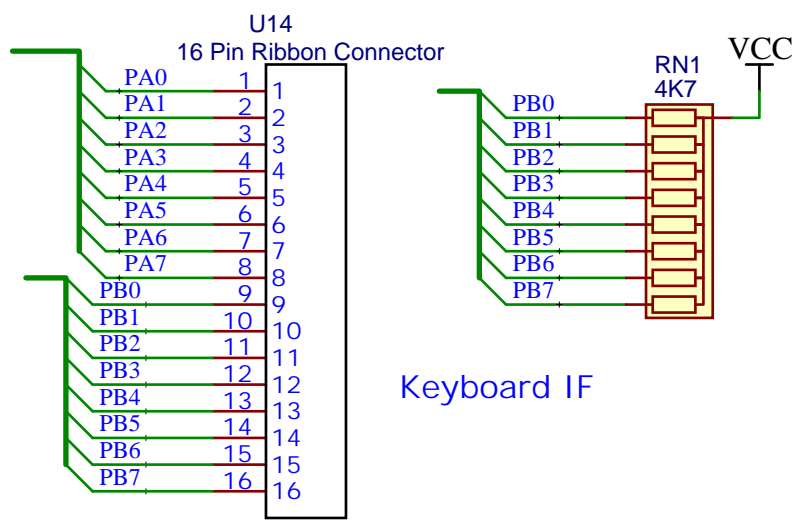 U14
16 Pin Ribbon Connector
PA0 1 1
PA1 2 2
PA2 3 3
PA3 4 4
PA4 5 5
PA5 6 6
PA6 7 7
PA7 8 8
PB0 9 9
PB1 10 10
PB2 11 11
PB3 12 12
PB4 13 13
PB5 14 14
PB6 15 15
PB7 16 16
VCC
RN1
4K7
PB0
PB1
PB2
PB3
PB4
PB5
PB6
PB7
Keyboard IF